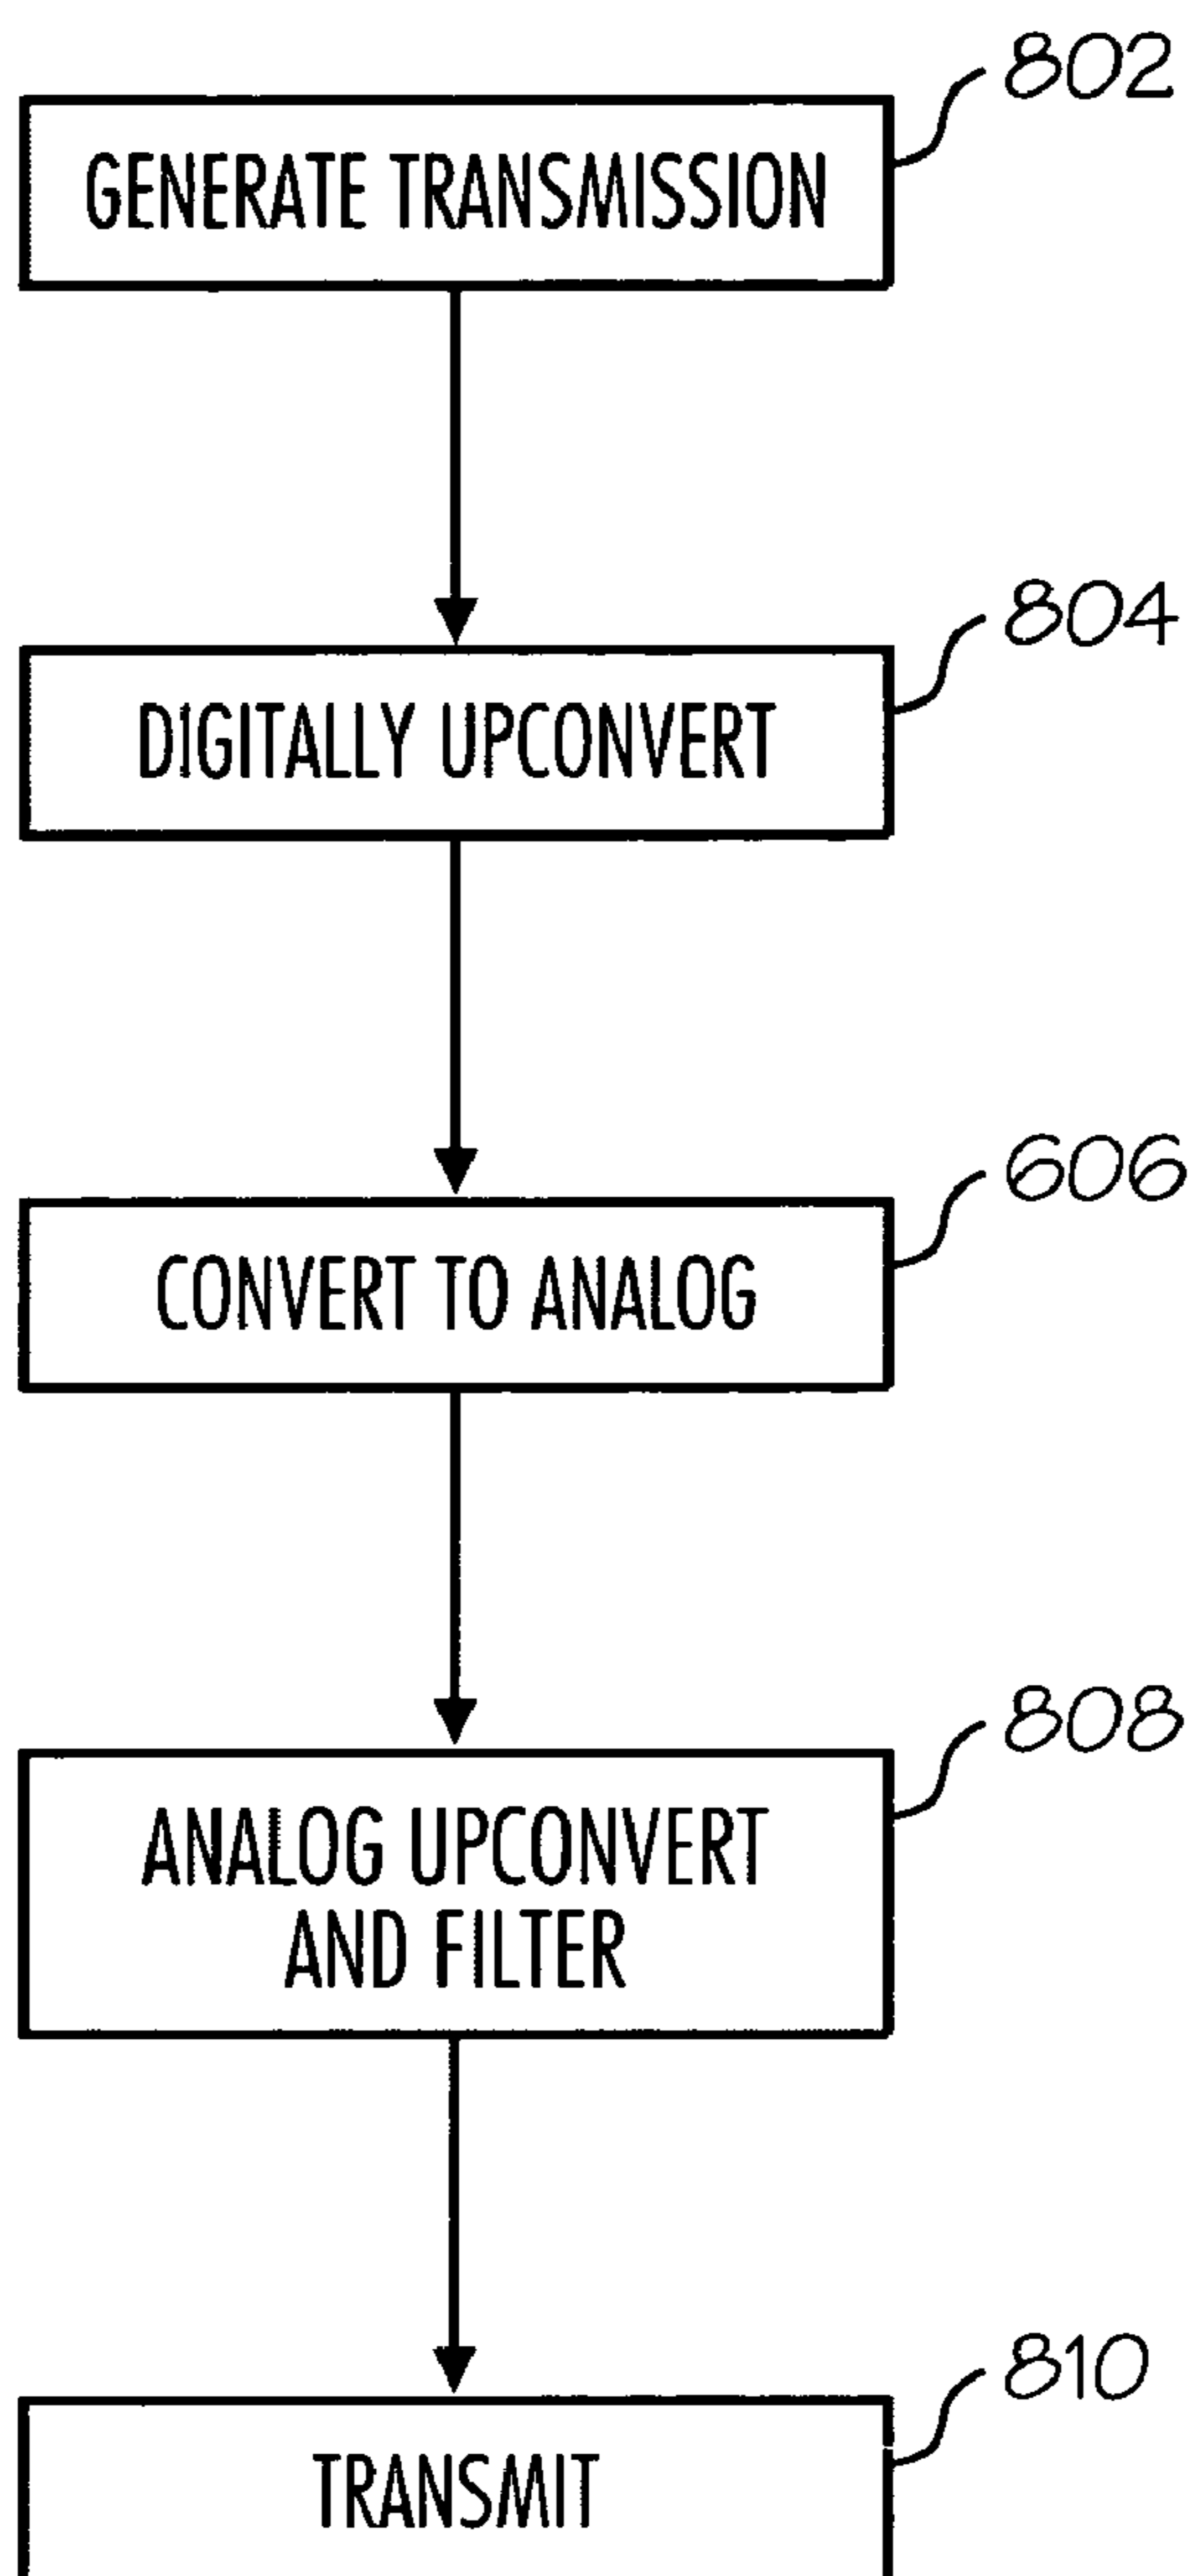 802
GENERATE TRANSMISSION
804
DIGITALLY UPCONVERT
606
CONVERT TO ANALOG
808
ANALOG UPCONVERT
AND FILTER
810
TRANSMIT